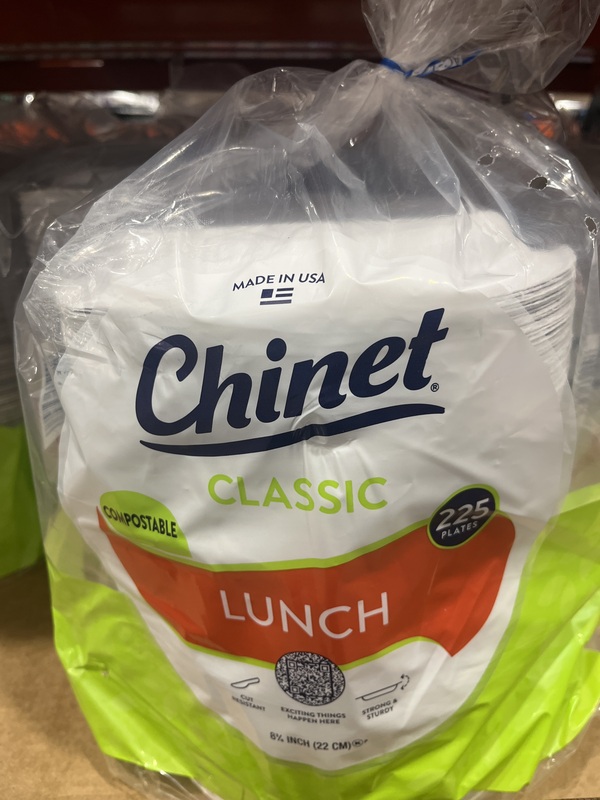 MADE IN USA
Chinet®
CLASSIC
COMPOSTABLE
225
PLATES
LUNCH
CUT
RESISTANT
EXCITING THINGS
HAPPEN HERE
STRONG &
STURDY
8¾ INCH (22 CM)